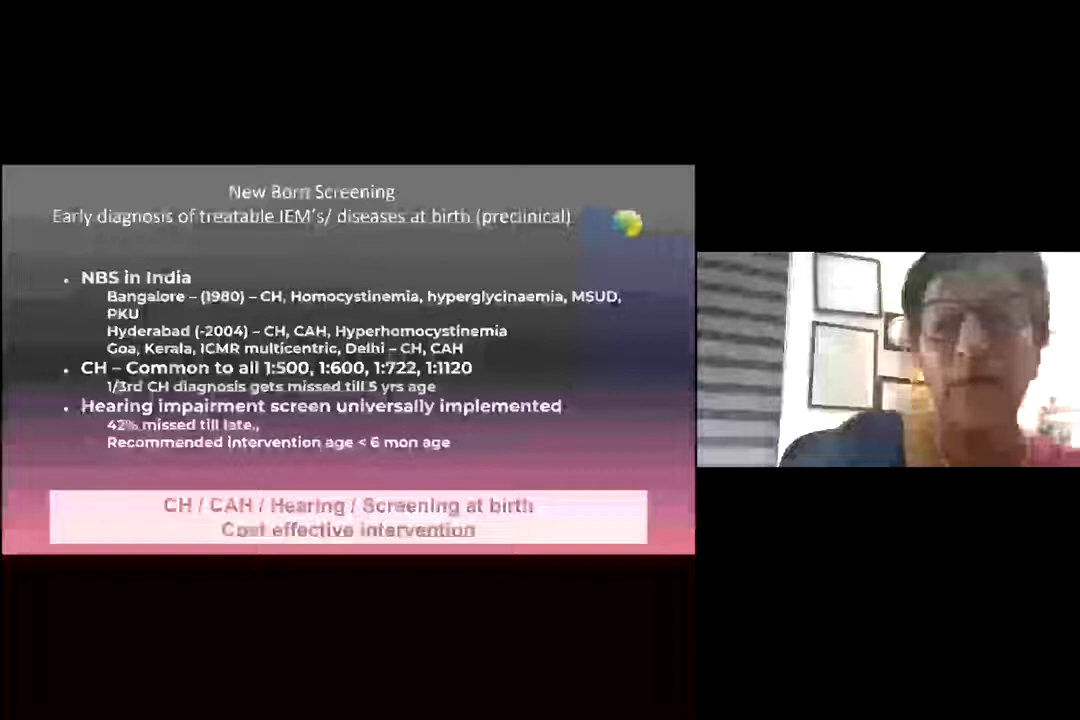 New Born Screening
Early diagnosis of treatable IEM's/ diseases at birth (preclinical)
• NBS in India
Bangalore – (1980) – CH, Homocystinemia, hyperglycinaemia, MSUD,
PKU
Hyderabad (-2004) – CH, CAH, Hyperhomocystinemia
Goa, Kerala, ICMR multicentric, Delhi – CH, CAH
• CH – Common to all 1:500, 1:600, 1:722, 1:1120
1/3rd CH diagnosis gets missed till 5 yrs age
• Hearing impairment screen universally implemented
42% missed till late.,
Recommended intervention age < 6 mon age
CH / CAH / Hearing / Screening at birth
Cost effective intervention